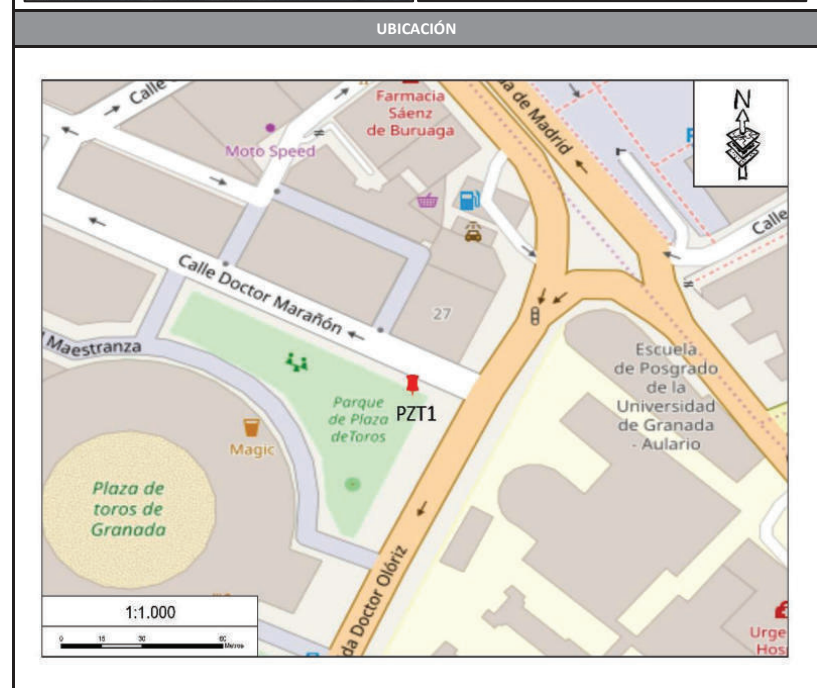 UBICACIÓN
Calle
Farmacia
Sáenz
de Buruaga
Moto Speed
de Madrid
N
Calle
Calle Doctor Marañón
27
Maestranza
Escuela
de Posgrado
de la
Universidad
de Granada
- Aulario
Parque
de Plaza
deToros
PZT1
Magic
Plaza de
toros de
Granada
Doctor Olóriz
1:1.000
0 15 30 60
Metros
Urge
Hos